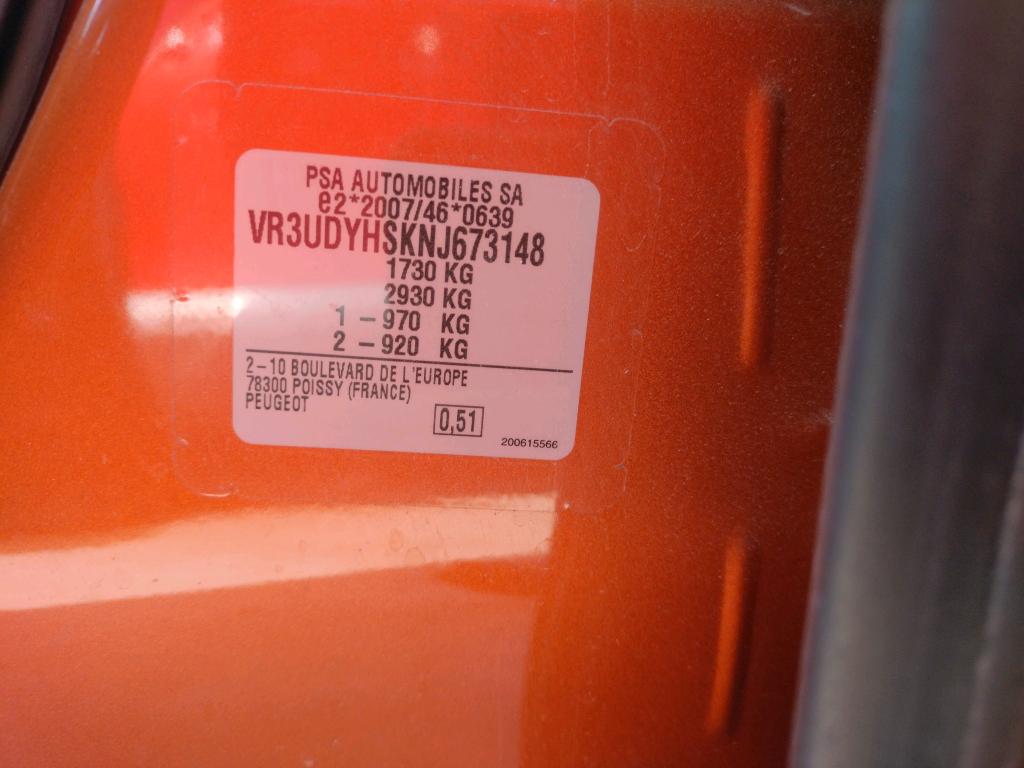 PSA AUTOMOBILES SA
e2*2007/46*0639
VR3UDYHSKNJ673148
1730 KG
2930 KG
1 - 970 KG
2 - 920 KG
2-10 BOULEVARD DE L'EUROPE
78300 POISSY (FRANCE)
PEUGEOT
0,51
200615566